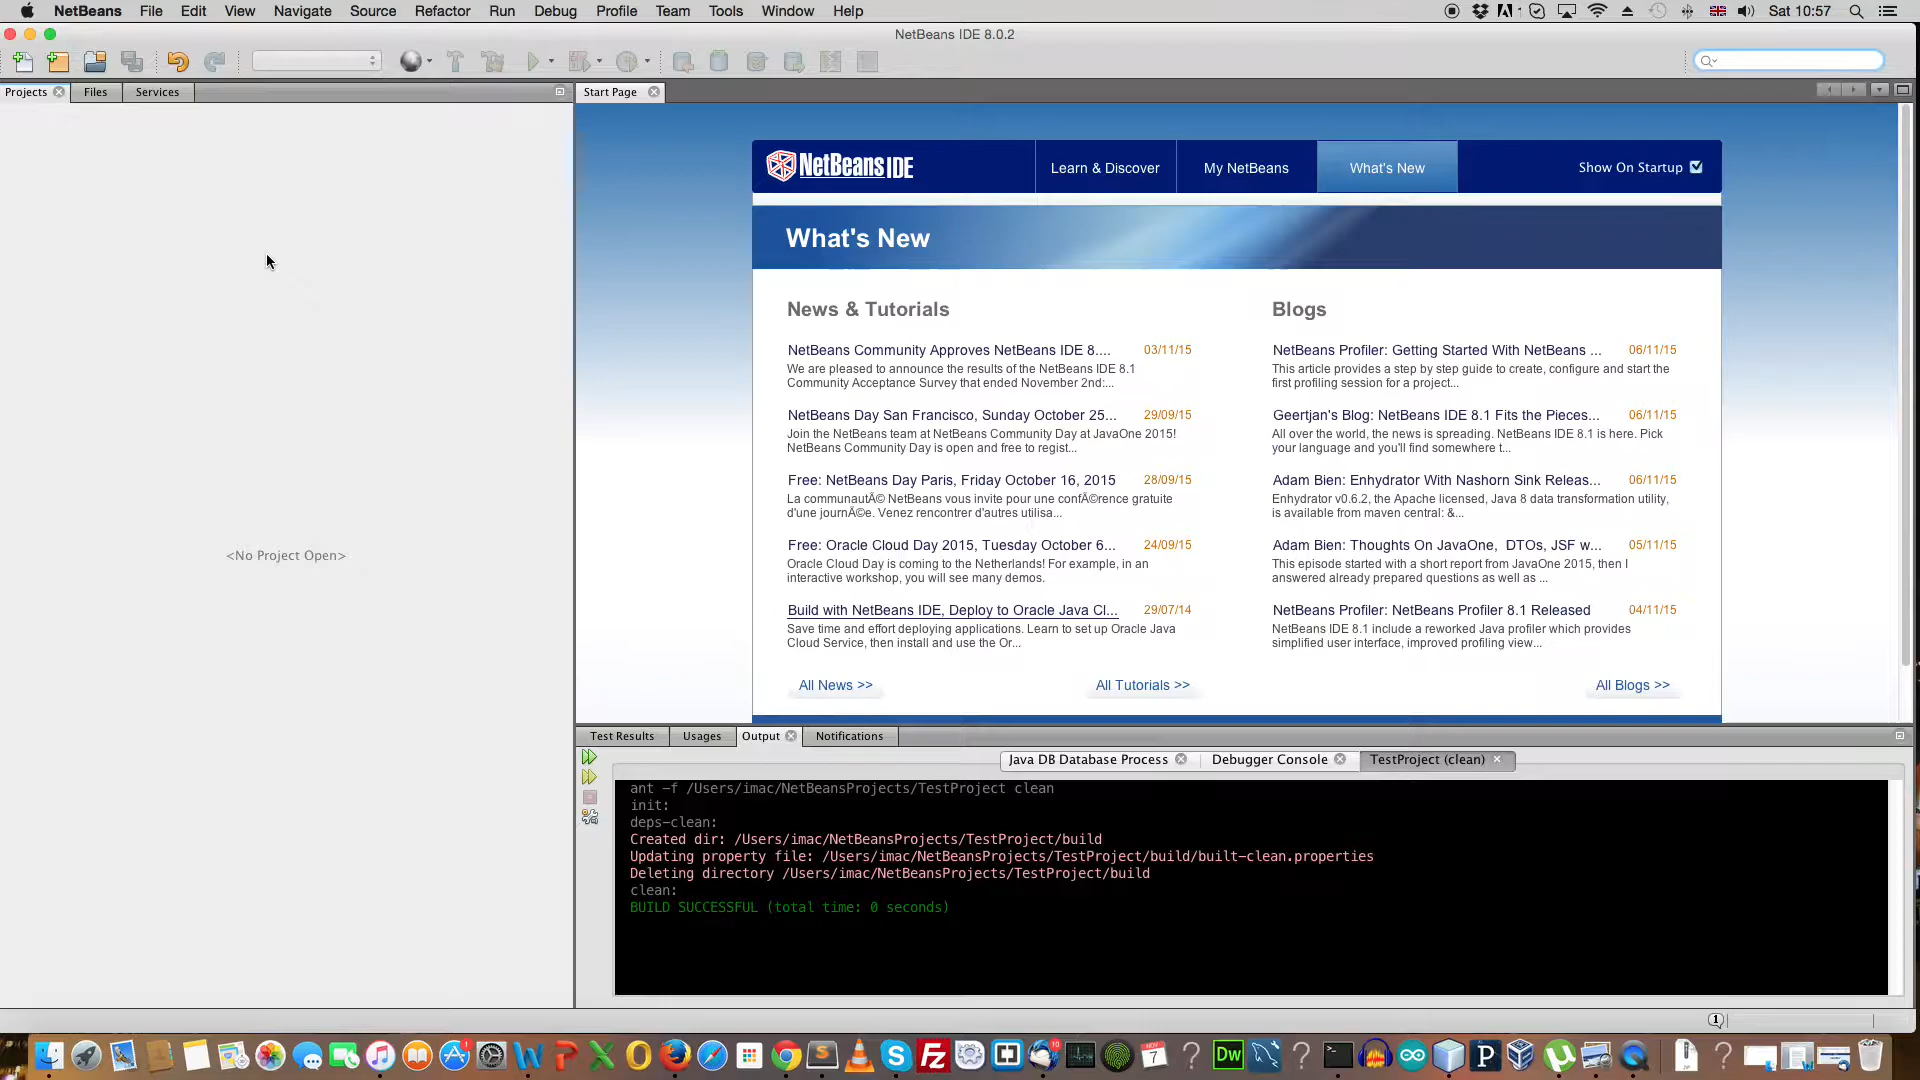 NetBeans File Edit View Navigate Source Refactor Run Debug Profile Team Tools Window Help
Sat 10:57
NetBeans IDE 8.0.2
Projects Files Services
Start Page
<No Project Open>
NetBeans IDE
Learn & Discover
My NetBeans
What's New
Show On Startup
What's New
News & Tutorials
NetBeans Community Approves NetBeans IDE 8.... 03/11/15
We are pleased to announce the results of the NetBeans IDE 8.1
Community Acceptance Survey that ended November 2nd:...
NetBeans Day San Francisco, Sunday October 25... 29/09/15
Join the NetBeans team at NetBeans Community Day at JavaOne 2015!
NetBeans Community Day is open and free to regist...
Free: NetBeans Day Paris, Friday October 16, 2015 28/09/15
La communautÃ© NetBeans vous invite pour une confÃ©rence gratuite
d'une journÃ©e. Venez rencontrer d'autres utilisa...
Free: Oracle Cloud Day 2015, Tuesday October 6... 24/09/15
Oracle Cloud Day is coming to the Netherlands! For example, in an
interactive workshop, you will see many demos.
Build with NetBeans IDE, Deploy to Oracle Java Cl... 29/07/14
Save time and effort deploying applications. Learn to set up Oracle Java
Cloud Service, then install and use the Or...
All News >>
All Tutorials >>
Blogs
NetBeans Profiler: Getting Started With NetBeans ... 06/11/15
This article provides a step by step guide to create, configure and start the
first profiling session for a project...
Geertjan's Blog: NetBeans IDE 8.1 Fits the Pieces... 06/11/15
All over the world, the news is spreading. NetBeans IDE 8.1 is here. Pick
your language and you'll find somewhere t...
Adam Bien: Enhydrator With Nashorn Sink Releas... 06/11/15
Enhydrator v0.6.2, the Apache licensed, Java 8 data transformation utility,
is available from maven central: &...
Adam Bien: Thoughts On JavaOne, DTOs, JSF w... 05/11/15
This episode started with a short report from JavaOne 2015, then I
answered already prepared questions as well as ...
NetBeans Profiler: NetBeans Profiler 8.1 Released 04/11/15
NetBeans IDE 8.1 include a reworked Java profiler which provides
simplified user interface, improved profiling view...
All Blogs >>
Test Results Usages Output Notifications
Java DB Database Process Debugger Console TestProject (clean)
ant -f /Users/imac/NetBeansProjects/TestProject clean
init:
deps-clean:
Created dir: /Users/imac/NetBeansProjects/TestProject/build
Updating property file: /Users/imac/NetBeansProjects/TestProject/build/built-clean.properties
Deleting directory /Users/imac/NetBeansProjects/TestProject/build
clean:
BUILD SUCCESSFUL (total time: 0 seconds)
1